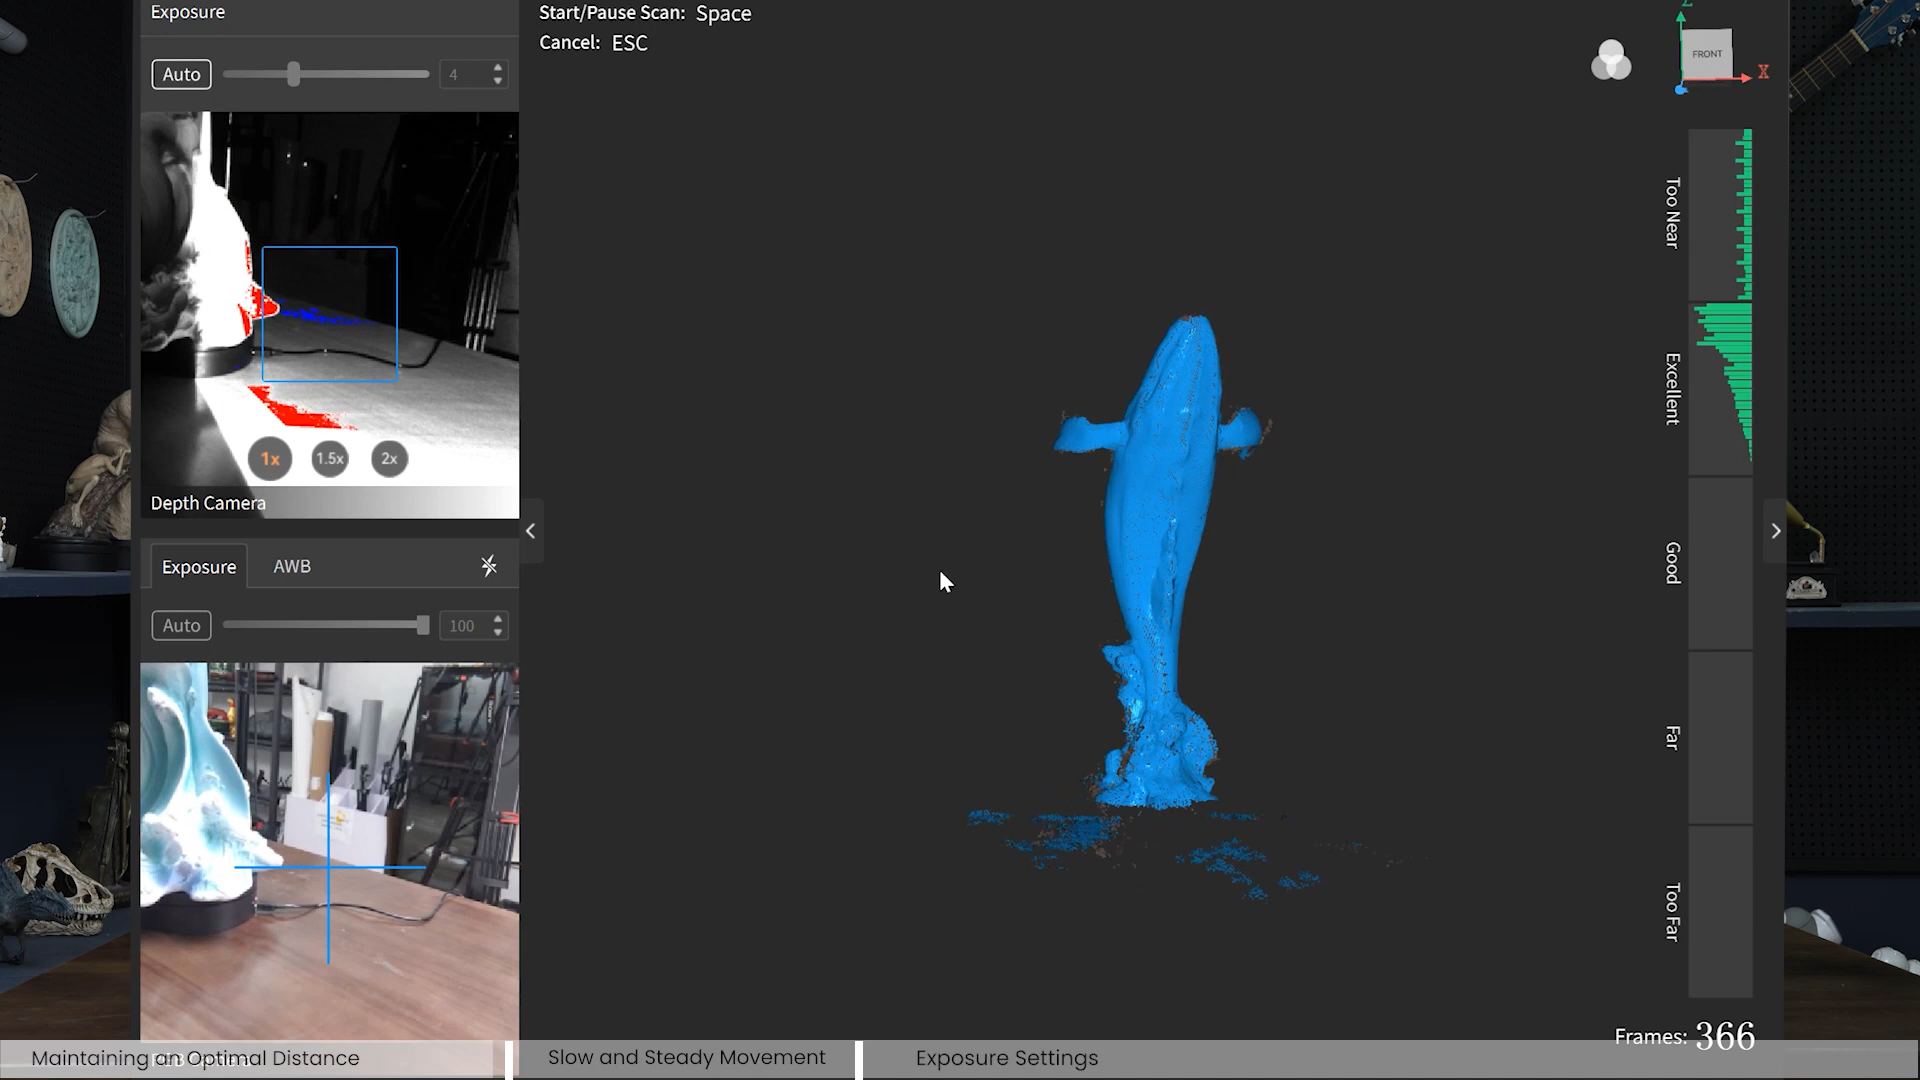 Exposure
Auto
4
1x
1.5x
2x
Depth Camera
Exposure
AWB
Auto
100
Start/Pause Scan: Space
Cancel: ESC
Z
FRONT
X
Too Near
Excellent
Good
Far
Too Far
Frames: 366
Maintaining an Optimal Distance
Slow and Steady Movement
Exposure Settings